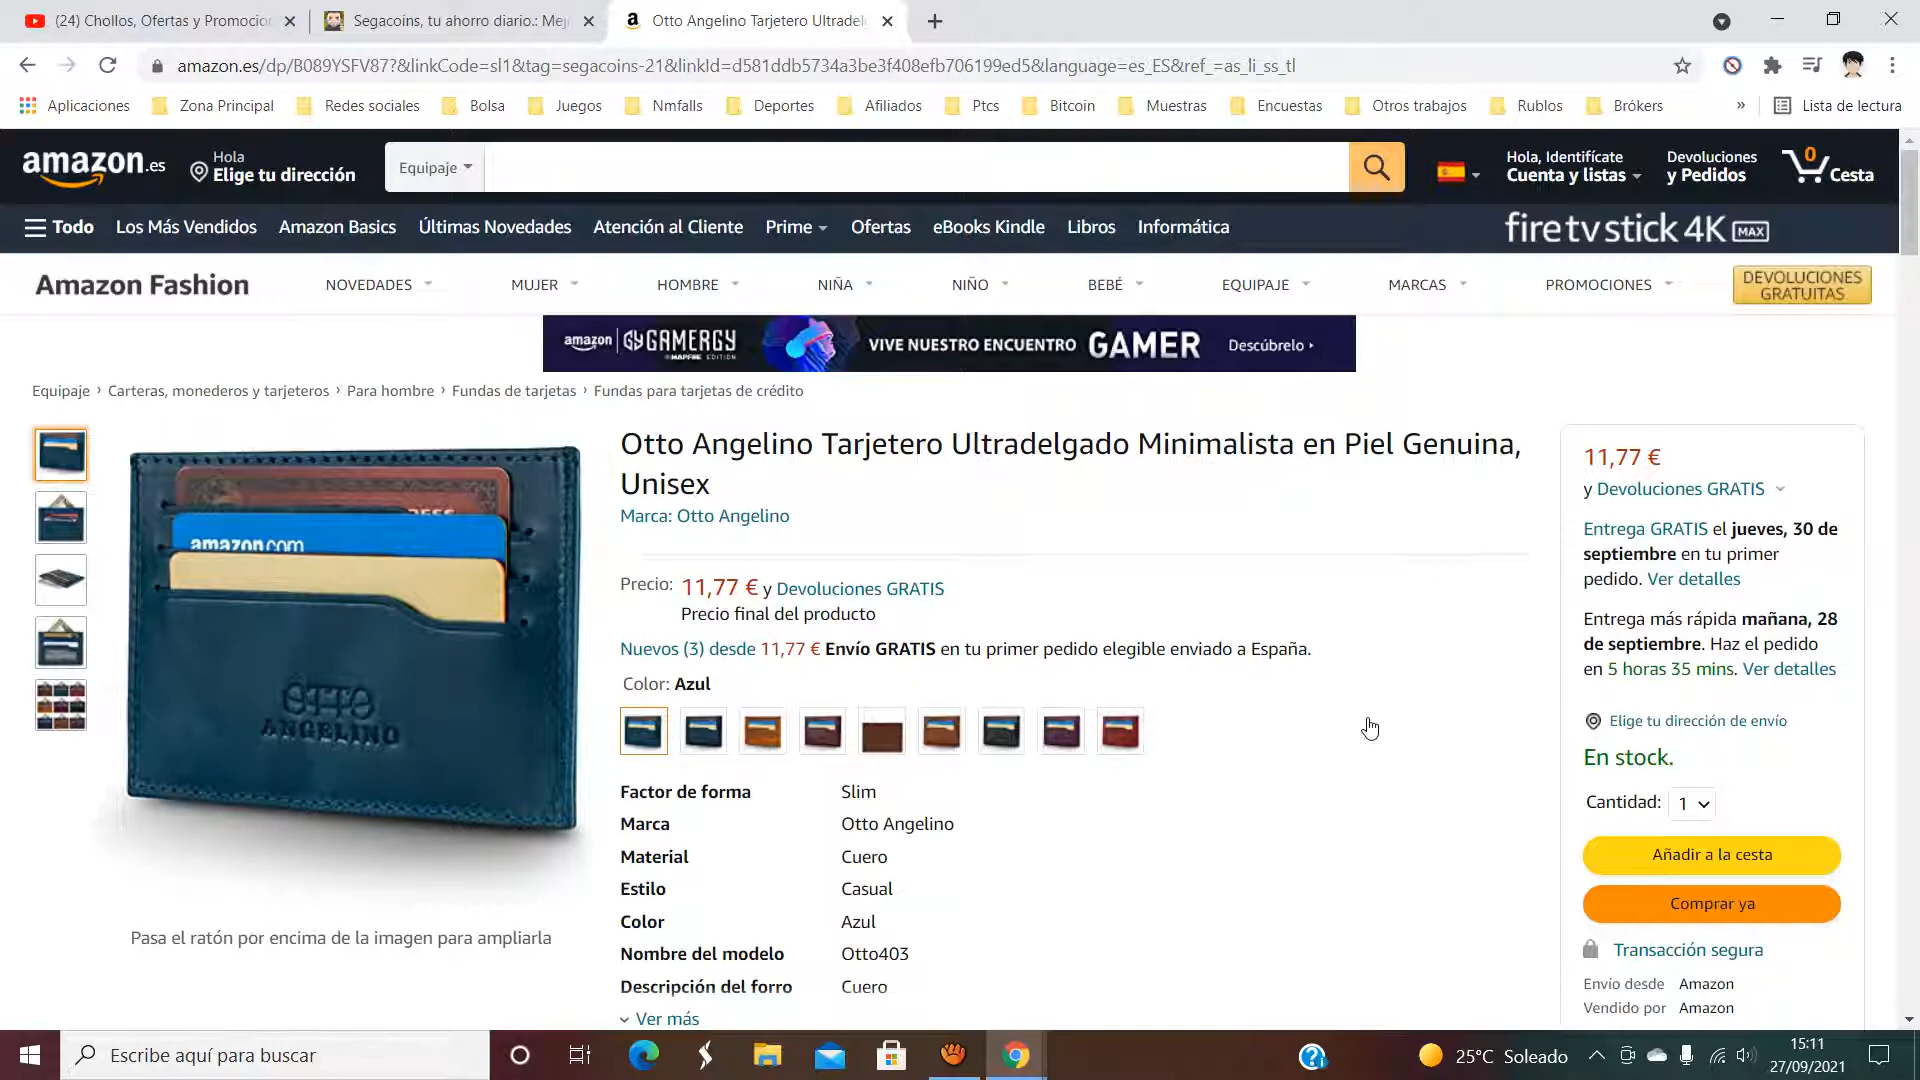 (24) Chollos, Ofertas y Promocion
Segacoins, tu ahorro diario.: Mej
Otto Angelino Tarjetero Ultradel
amazon.es/dp/B089YSFV87?&linkCode=sl1&tag=segacoins-21&linkId=d581ddb5734a3be3f408efb706199ed5&language=es_ES&ref_=as_li_ss_tl
Aplicaciones Zona Principal Redes sociales Bolsa Juegos Nmfalls Deportes Afiliados Ptcs Bitcoin Muestras Encuestas Otros trabajos Rublos Brókers » Lista de lectura
amazon.es
Hola
Elige tu dirección
Equipaje
Hola, Identifícate
Cuenta y listas
Devoluciones
y Pedidos
0
Cesta
Todo Los Más Vendidos Amazon Basics Últimas Novedades Atención al Cliente Prime Ofertas eBooks Kindle Libros Informática
fire tv stick 4K MAX
Amazon Fashion NOVEDADES MUJER HOMBRE NIÑA NIÑO BEBÉ EQUIPAJE MARCAS PROMOCIONES
DEVOLUCIONES
GRATUITAS
amazon GAMERGY
MAPFRE EDITION
VIVE NUESTRO ENCUENTRO GAMER Descúbrelo ›
Equipaje › Carteras, monederos y tarjeteros › Para hombre › Fundas de tarjetas › Fundas para tarjetas de crédito
amazon.com
OTTO
ANGELINO
Pasa el ratón por encima de la imagen para ampliarla
Otto Angelino Tarjetero Ultradelgado Minimalista en Piel Genuina,
Unisex
Marca: Otto Angelino
Precio: 11,77 € y Devoluciones GRATIS
Precio final del producto
Nuevos (3) desde 11,77 € Envío GRATIS en tu primer pedido elegible enviado a España.
Color: Azul
Factor de forma Slim
Marca Otto Angelino
Material Cuero
Estilo Casual
Color Azul
Nombre del modelo Otto403
Descripción del forro Cuero
Ver más
11,77 €
y Devoluciones GRATIS
Entrega GRATIS el jueves, 30 de
septiembre en tu primer
pedido. Ver detalles
Entrega más rápida mañana, 28
de septiembre. Haz el pedido
en 5 horas 35 mins. Ver detalles
Elige tu dirección de envío
En stock.
Cantidad: 1
Añadir a la cesta
Comprar ya
Transacción segura
Envío desde Amazon
Vendido por Amazon
Escribe aquí para buscar
25°C Soleado
15:11
27/09/2021